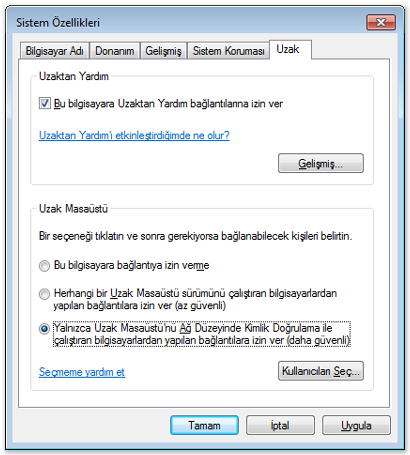 Sistem Özellikleri
Bilgisayar Adı Donanım Gelişmiş Sistem Koruması Uzak
Uzaktan Yardım
Bu bilgisayara Uzaktan Yardım bağlantılarına izin ver
Uzaktan Yardım'ı etkinleştirdiğimde ne olur?
Gelişmiş...
Uzak Masaüstü
Bir seçeneği tıklatın ve sonra gerekiyorsa bağlanabilecek kişileri belirtin.
Bu bilgisayara bağlantıya izin verme
Herhangi bir Uzak Masaüstü sürümünü çalıştıran bilgisayarlardan
yapılan bağlantılara izin ver (az güvenli)
Yalnızca Uzak Masaüstü'nü Ağ Düzeyinde Kimlik Doğrulama ile
çalıştıran bilgisayarlardan yapılan bağlantılara izin ver (daha güvenli)
Seçmeme yardım et
Kullanıcıları Seç...
Tamam İptal Uygula